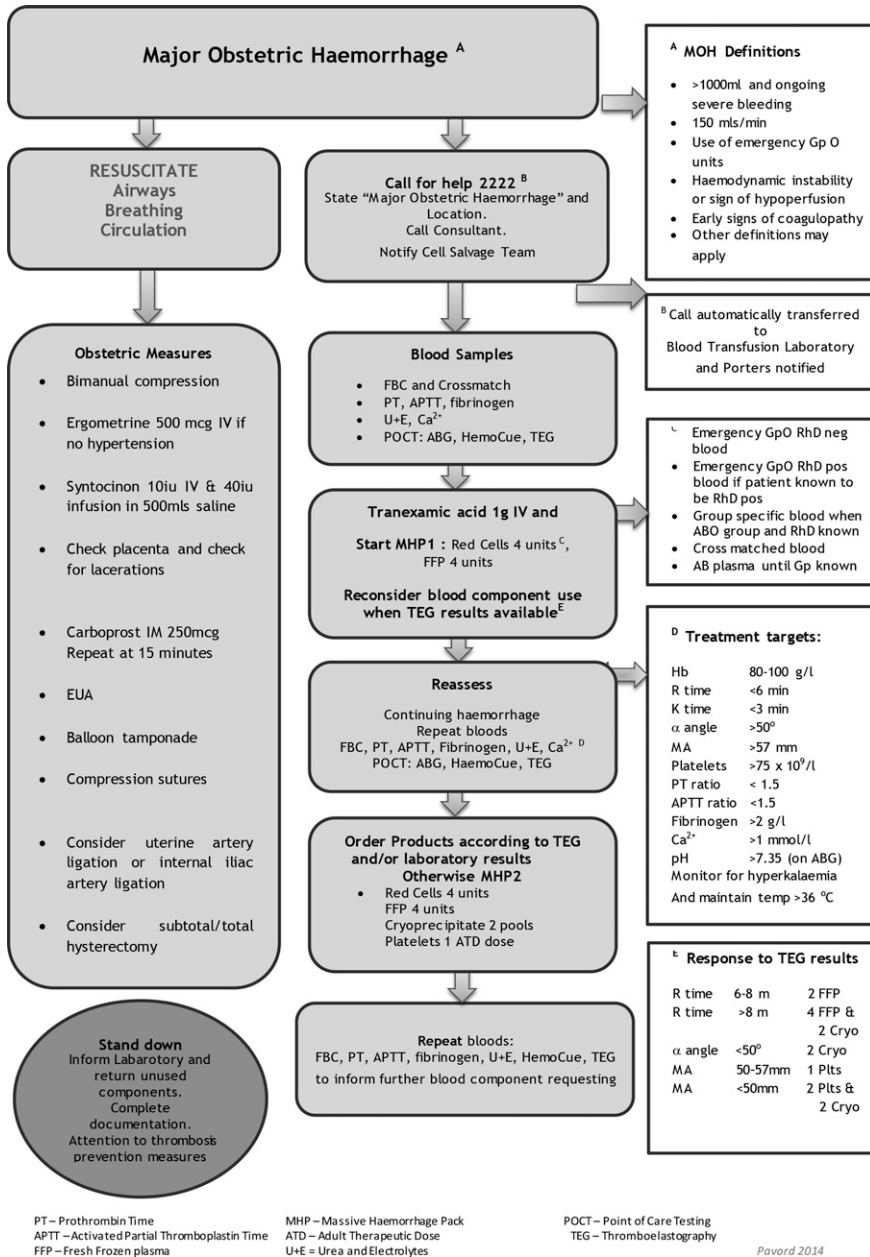 Major Obstetric Haemorrhage A
A MOH Definitions
• >1000ml and ongoing
severe bleeding
• 150 mls/min
• Use of emergency Gp O
units
• Haemodynamic instability
or sign of hypoperfusion
• Early signs of coagulopathy
• Other definitions may
apply
RESUSCITATE
Airways
Breathing
Circulation
Call for help 2222 B
State “Major Obstetric Haemorrhage” and
Location.
Call Consultant.
Notify Cell Salvage Team
B Call automatically transferred
to
Blood Transfusion Laboratory
and Porters notified
Obstetric Measures
• Bimanual compression
• Ergometrine 500 mcg IV if
no hypertension
• Syntocinon 10iu IV & 40iu
infusion in 500mls saline
• Check placenta and check
for lacerations
• Carboprost IM 250mcg
Repeat at 15 minutes
• EUA
• Balloon tamponade
• Compression sutures
• Consider uterine artery
ligation or internal iliac
artery ligation
• Consider subtotal/total
hysterectomy
Blood Samples
• FBC and Crossmatch
• PT, APTT, fibrinogen
• U+E, Ca2+
• POCT: ABG, HemoCue, TEG
C Emergency GpO RhD neg
blood
• Emergency GpO RhD pos
blood if patient known to
be RhD pos
• Group specific blood when
ABO group and RhD known
• Cross matched blood
• AB plasma until Gp known
Tranexamic acid 1g IV and
Start MHP1 : Red Cells 4 units C,
FFP 4 units
Reconsider blood component use
when TEG results available E
D Treatment targets:
Hb 80-100 g/l
R time <6 min
K time <3 min
α angle >50o
MA >57 mm
Platelets >75 x 109/l
PT ratio < 1.5
APTT ratio <1.5
Fibrinogen >2 g/l
Ca2+ >1 mmol/l
pH >7.35 (on ABG)
Monitor for hyperkalaemia
And maintain temp >36 oC
Reassess
Continuing haemorrhage
Repeat bloods
FBC, PT, APTT, Fibrinogen, U+E, Ca2+ D
POCT: ABG, HaemoCue, TEG
Order Products according to TEG
and/or laboratory results
Otherwise MHP2
• Red Cells 4 units
FFP 4 units
Cryoprecipitate 2 pools
Platelets 1 ATD dose
E Response to TEG results
R time 6-8 m 2 FFP
R time >8 m 4 FFP &
2 Cryo
α angle <50o 2 Cryo
MA 50-57mm 1 Plts
MA <50mm 2 Plts &
2 Cryo
Repeat bloods:
FBC, PT, APTT, fibrinogen, U+E, HemoCue, TEG
to inform further blood component requesting
Stand down
Inform Labarotory and
return unused
components.
Complete
documentation.
Attention to thrombosis
prevention measures
PT – Prothrombin Time
APTT – Activated Partial Thromboplastin Time
FFP – Fresh Frozen plasma
MHP – Massive Haemorrhage Pack
ATD – Adult Therapeutic Dose
U+E = Urea and Electrolytes
POCT – Point of Care Testing
TEG – Thromboelastography
Pavord 2014